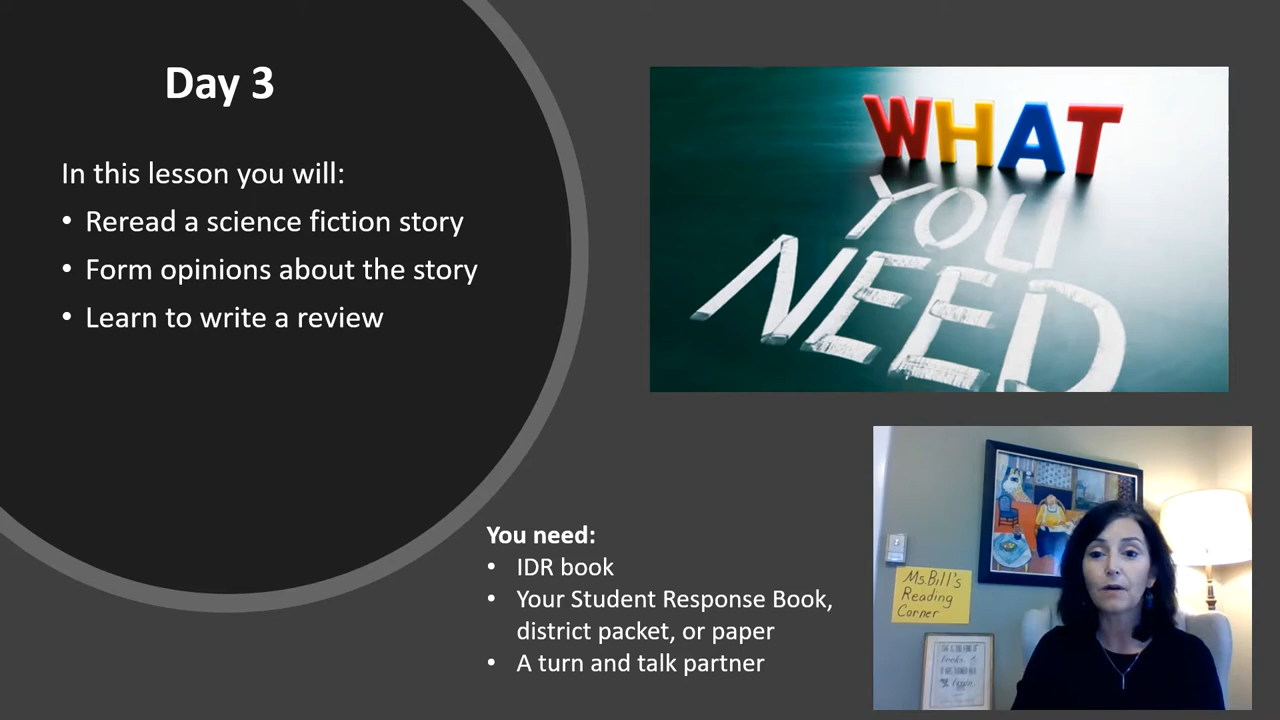 Day 3
In this lesson you will:
• Reread a science fiction story
• Form opinions about the story
• Learn to write a review
WHAT
YOU
NEED
You need:
• IDR book
• Your Student Response Book,
district packet, or paper
• A turn and talk partner
Ms.Bill's
Reading
Corner
books